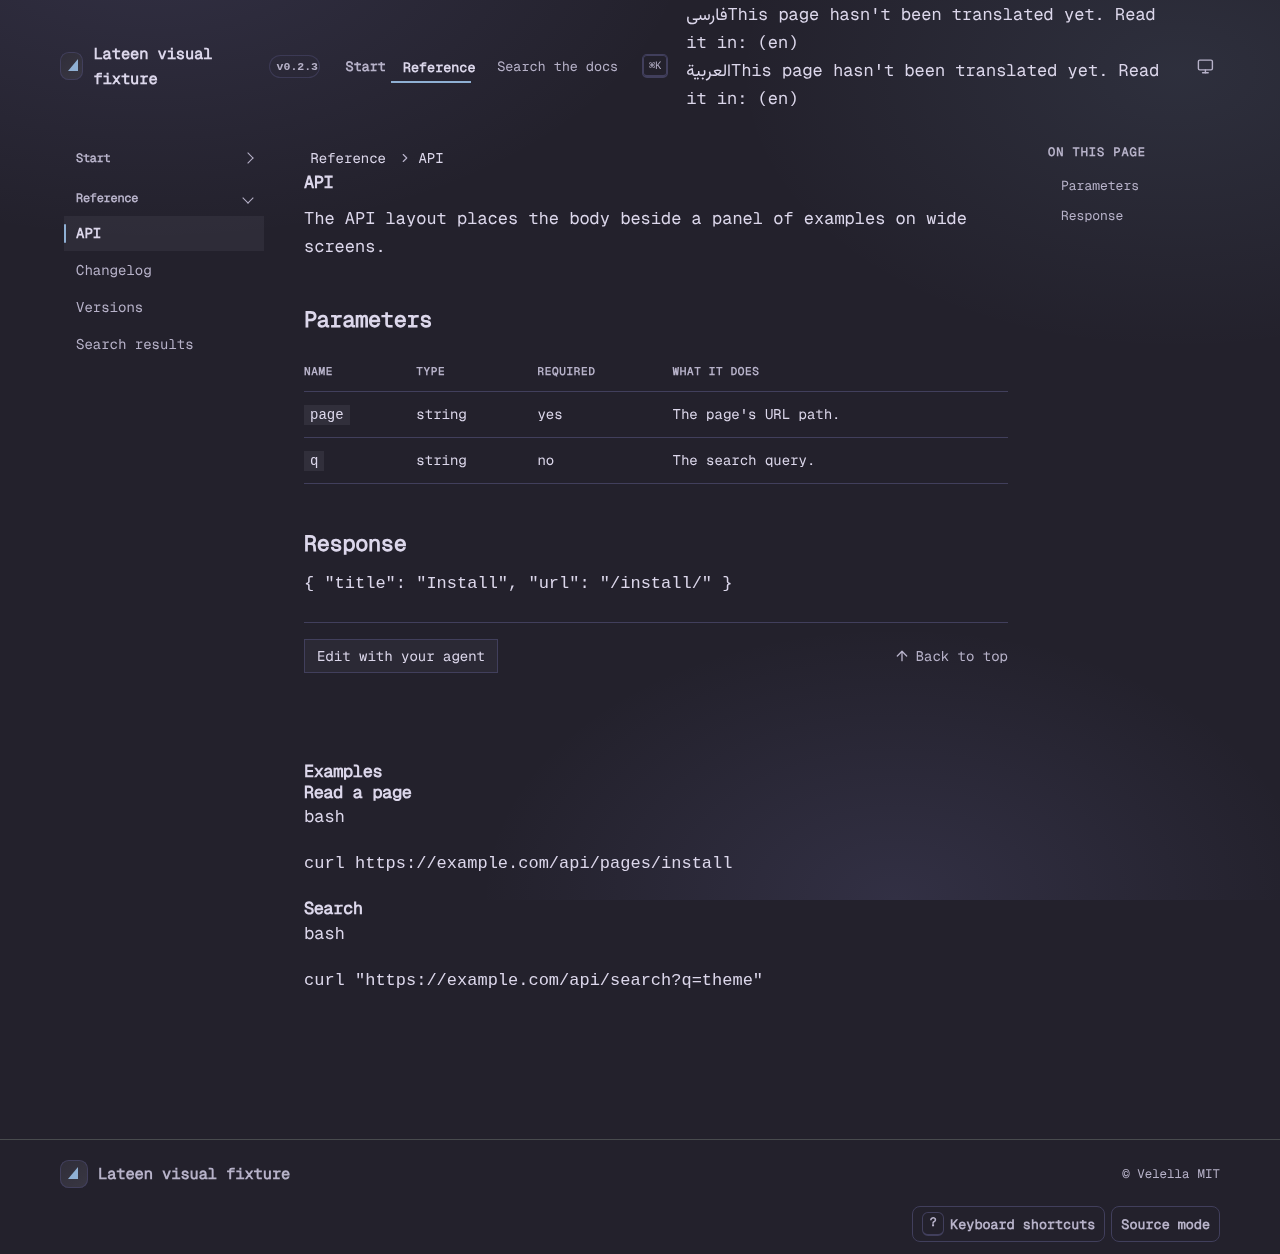 Lateen visual fixture
v0.2.3
Start
Reference
Search the docs
⌘K
فارسیThis page hasn't been translated yet. Read it in: (en)
العربيةThis page hasn't been translated yet. Read it in: (en)
Start
Reference
API
Changelog
Versions
Search results
Reference > API
API
The API layout places the body beside a panel of examples on wide
screens.
Parameters
NAME TYPE REQUIRED WHAT IT DOES
page string yes The page's URL path.
q string no The search query.
Response
{ "title": "Install", "url": "/install/" }
Edit with your agent
↑ Back to top
Examples
Read a page
bash
curl https://example.com/api/pages/install
Search
bash
curl "https://example.com/api/search?q=theme"
ON THIS PAGE
Parameters
Response
Lateen visual fixture
© Velella MIT
? Keyboard shortcuts
Source mode